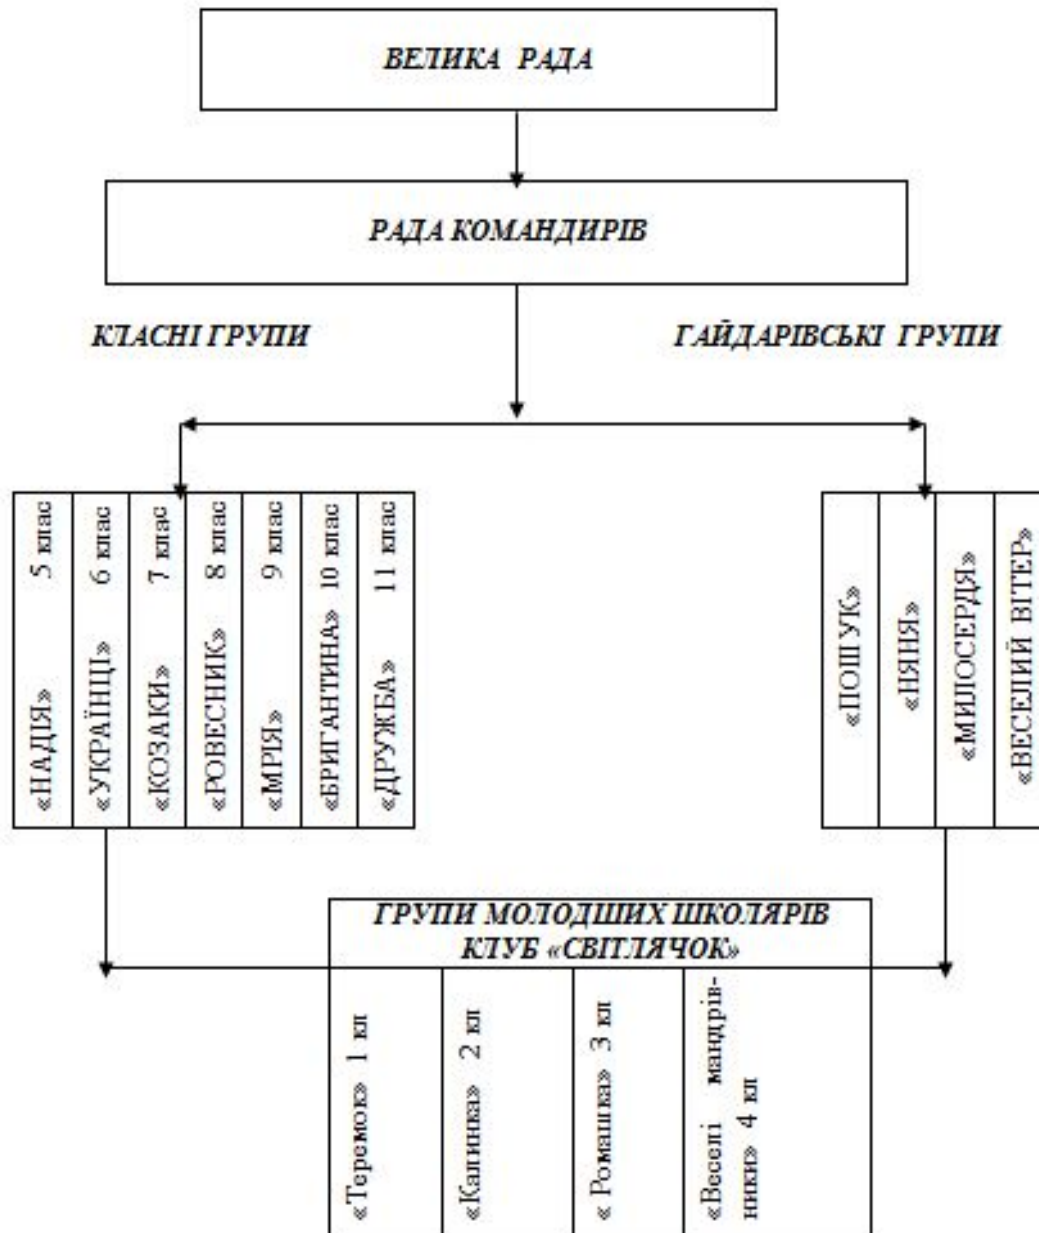 ВЕЛИКА РАДА
РАДА КОМАНДИРІВ
КЛАСНІ ГРУПИ
ГАЙДАРІВСЬКІ ГРУПИ
«НАДІЯ» 5 клас
«УКРАЇНЦІ» 6 клас
«КОЗАКИ» 7 клас
«РОВЕСНИК» 8 клас
«МРІЯ» 9 клас
«БРИГАНТИНА» 10 клас
«ДРУЖБА» 11 клас
«ПОШУК»
«НЯНЯ»
«МИЛОСЕРДЯ»
«ВЕСЕЛИЙ ВІТЕР»
ГРУПИ МОЛОДШИХ ШКОЛЯРІВ
КЛУБ «СВІТЛЯЧОК»
«Теремок» 1 кл
«Калинка» 2 кл
« Ромашка» 3 кл
«Веселі мандрів-
ники» 4 кл